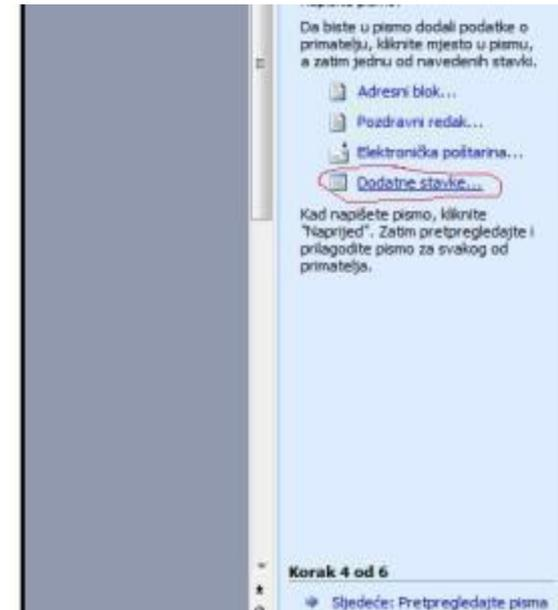 Napišite pismo.
Da biste u pismo dodali podatke o
primatelju, kliknite mjesto u pismu,
a zatim jednu od navedenih stavki.
Adresni blok...
Pozdravni redak...
Elektronička poštarina...
Dodatne stavke...
Kad napišete pismo, kliknite
"Naprijed". Zatim pretpregledajte i
prilagodite pismo za svakog od
primatelja.
Korak 4 od 6
Sljedeće: Pretpregledajte pisma